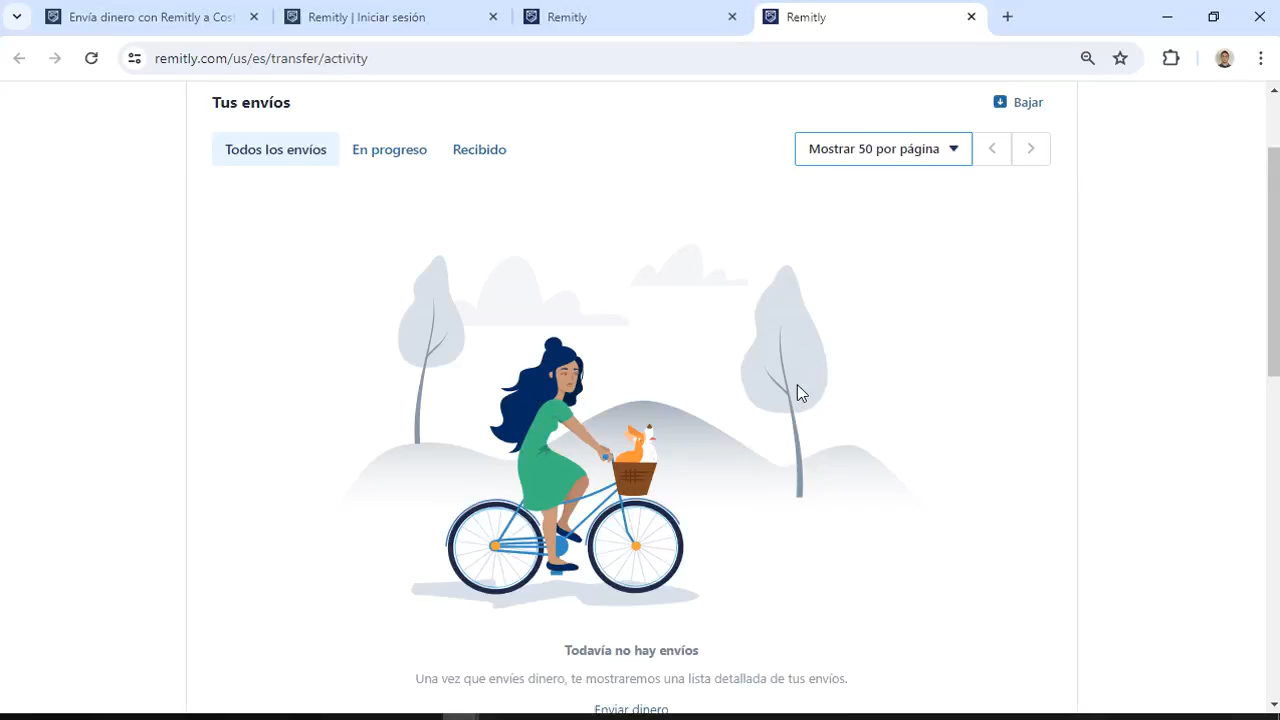 Envía dinero con Remitly a Cost
Remitly | Iniciar sesión
Remitly
Remitly
remitly.com/us/es/transfer/activity
Tus envíos
Bajar
Todos los envíos
En progreso
Recibido
Mostrar 50 por página
Todavía no hay envíos
Una vez que envíes dinero, te mostraremos una lista detallada de tus envíos.
Enviar dinero